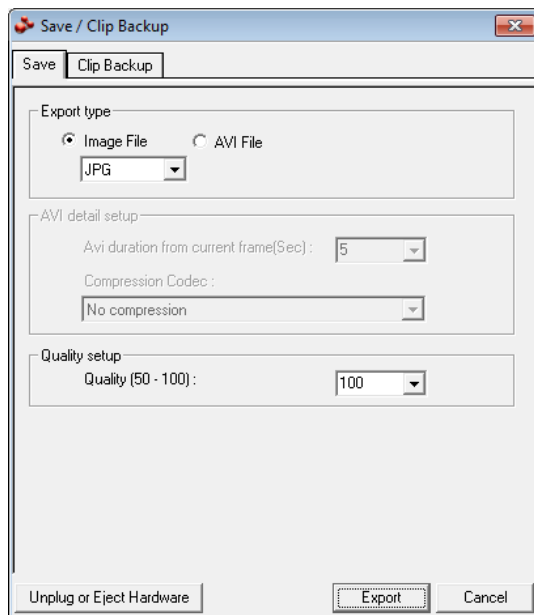 Save / Clip Backup
Save Clip Backup
Export type
Image File AVI File
JPG
AVI detail setup
Avi duration from current frame(Sec) : 5
Compression Codec :
No compression
Quality setup
Quality (50 - 100) : 100
Unplug or Eject Hardware Export Cancel